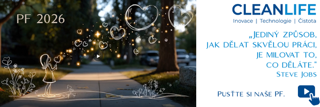 PF 2026
CLEANLIFE
Inovace | Technologie | Čistota
„Jediný způsob,
jak dělat skvělou práci,
je milovat to,
co děláte."
Steve Jobs
Pusťte si naše PF.